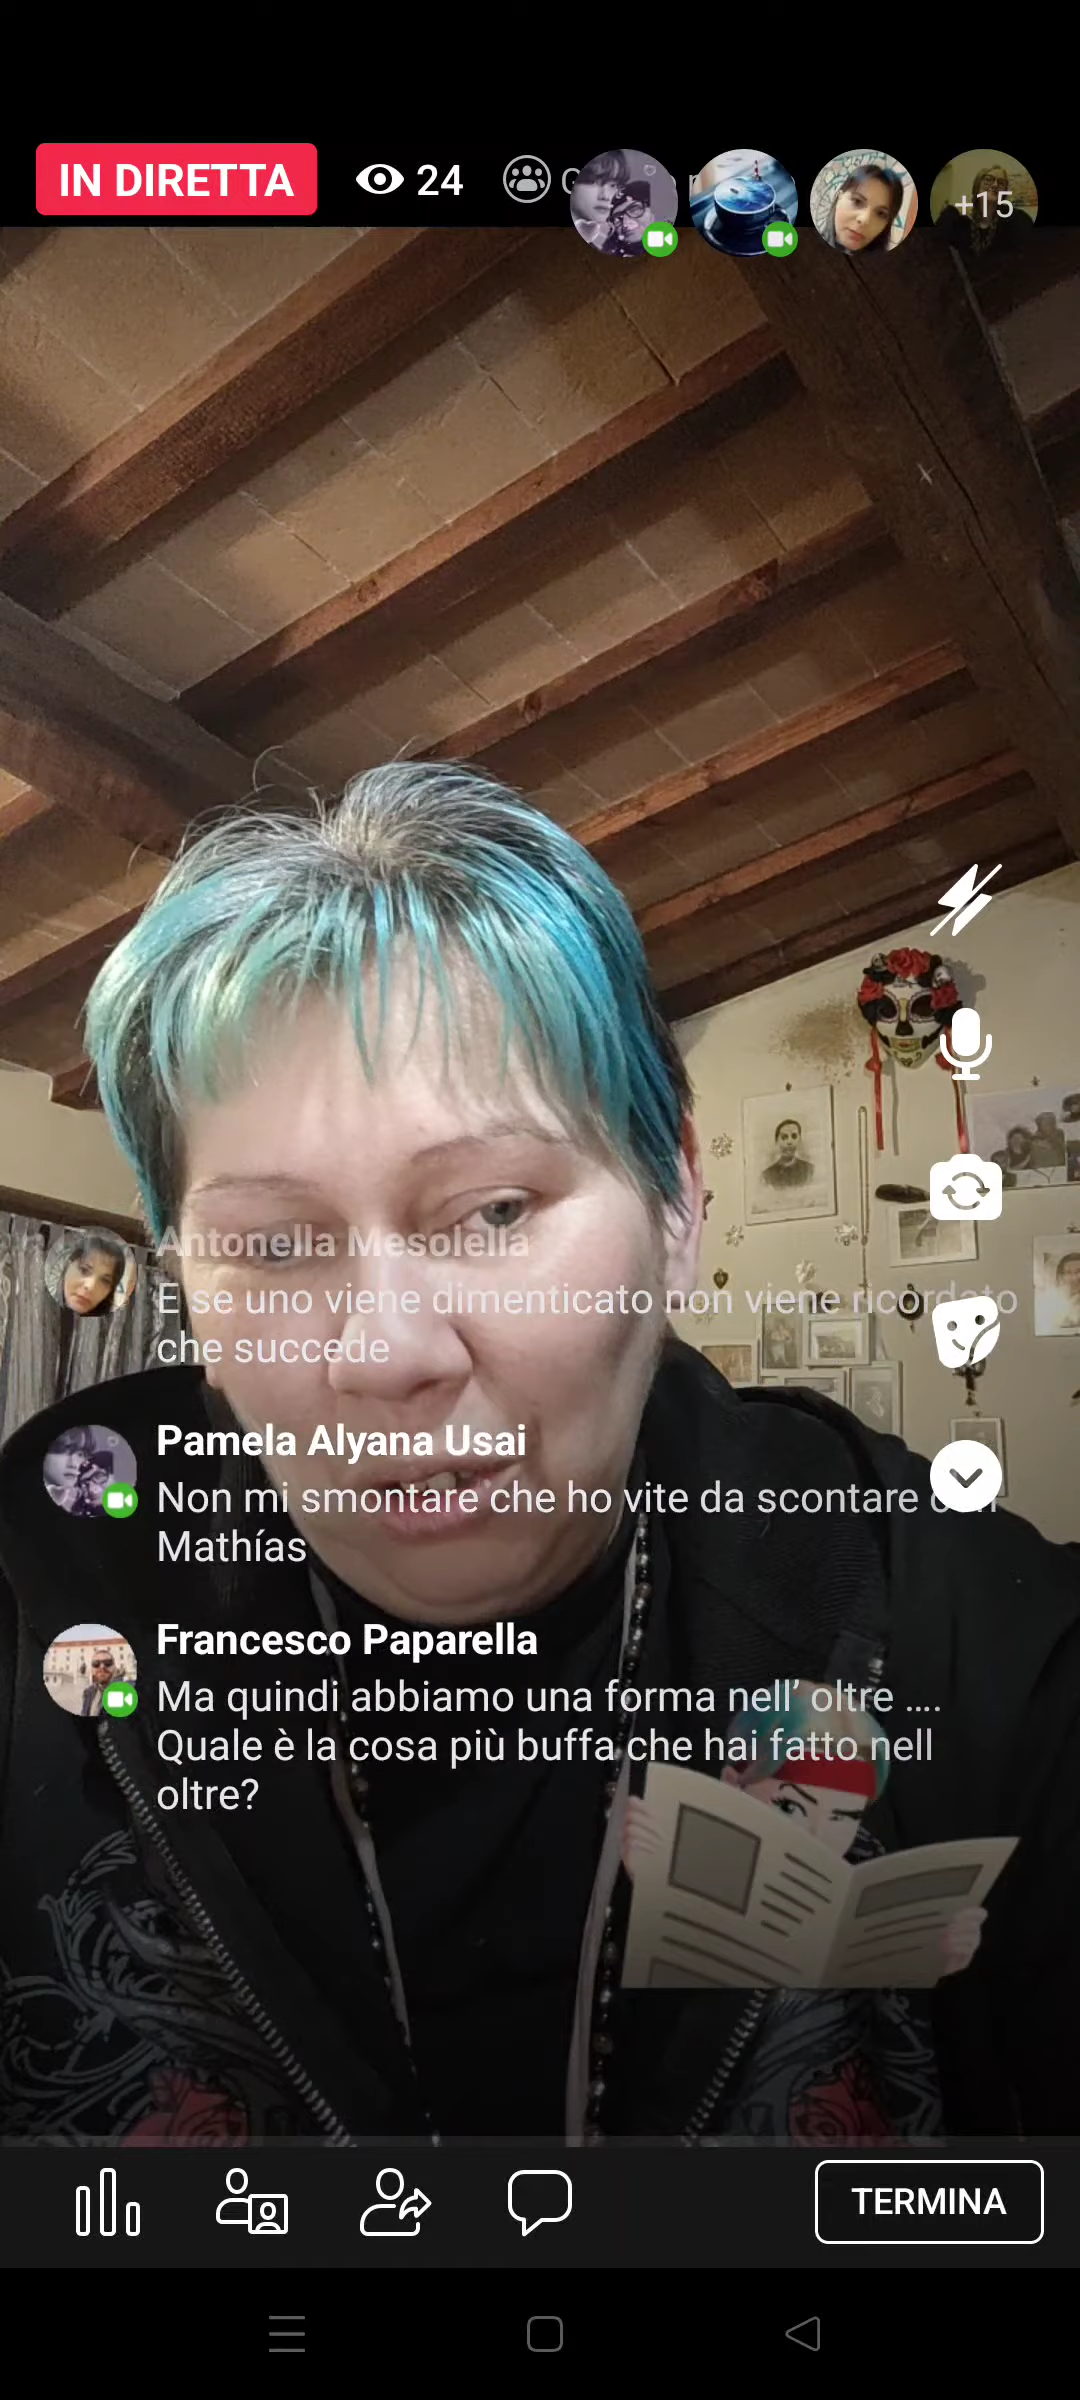 IN DIRETTA 24
+15
Antonella Mesolella
E se uno viene dimenticato non viene ricordato
che succede
Pamela Alyana Usai
Non mi smontare che ho vite da scontare
Mathías
Francesco Paparella
Ma quindi abbiamo una forma nell' oltre ....
Quale è la cosa più buffa che hai fatto nell
oltre?
TERMINA